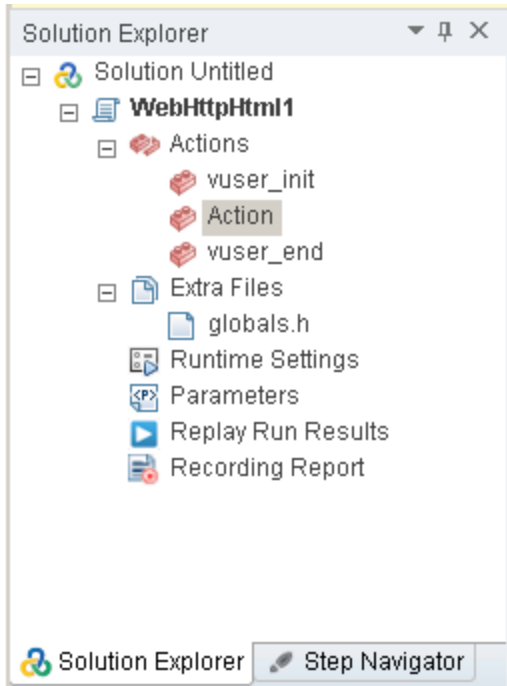 Solution Explorer
Solution Untitled
WebHttpHtml1
Actions
vuser_init
Action
vuser_end
Extra Files
globals.h
Runtime Settings
<P> Parameters
Replay Run Results
Recording Report
Solution Explorer Step Navigator